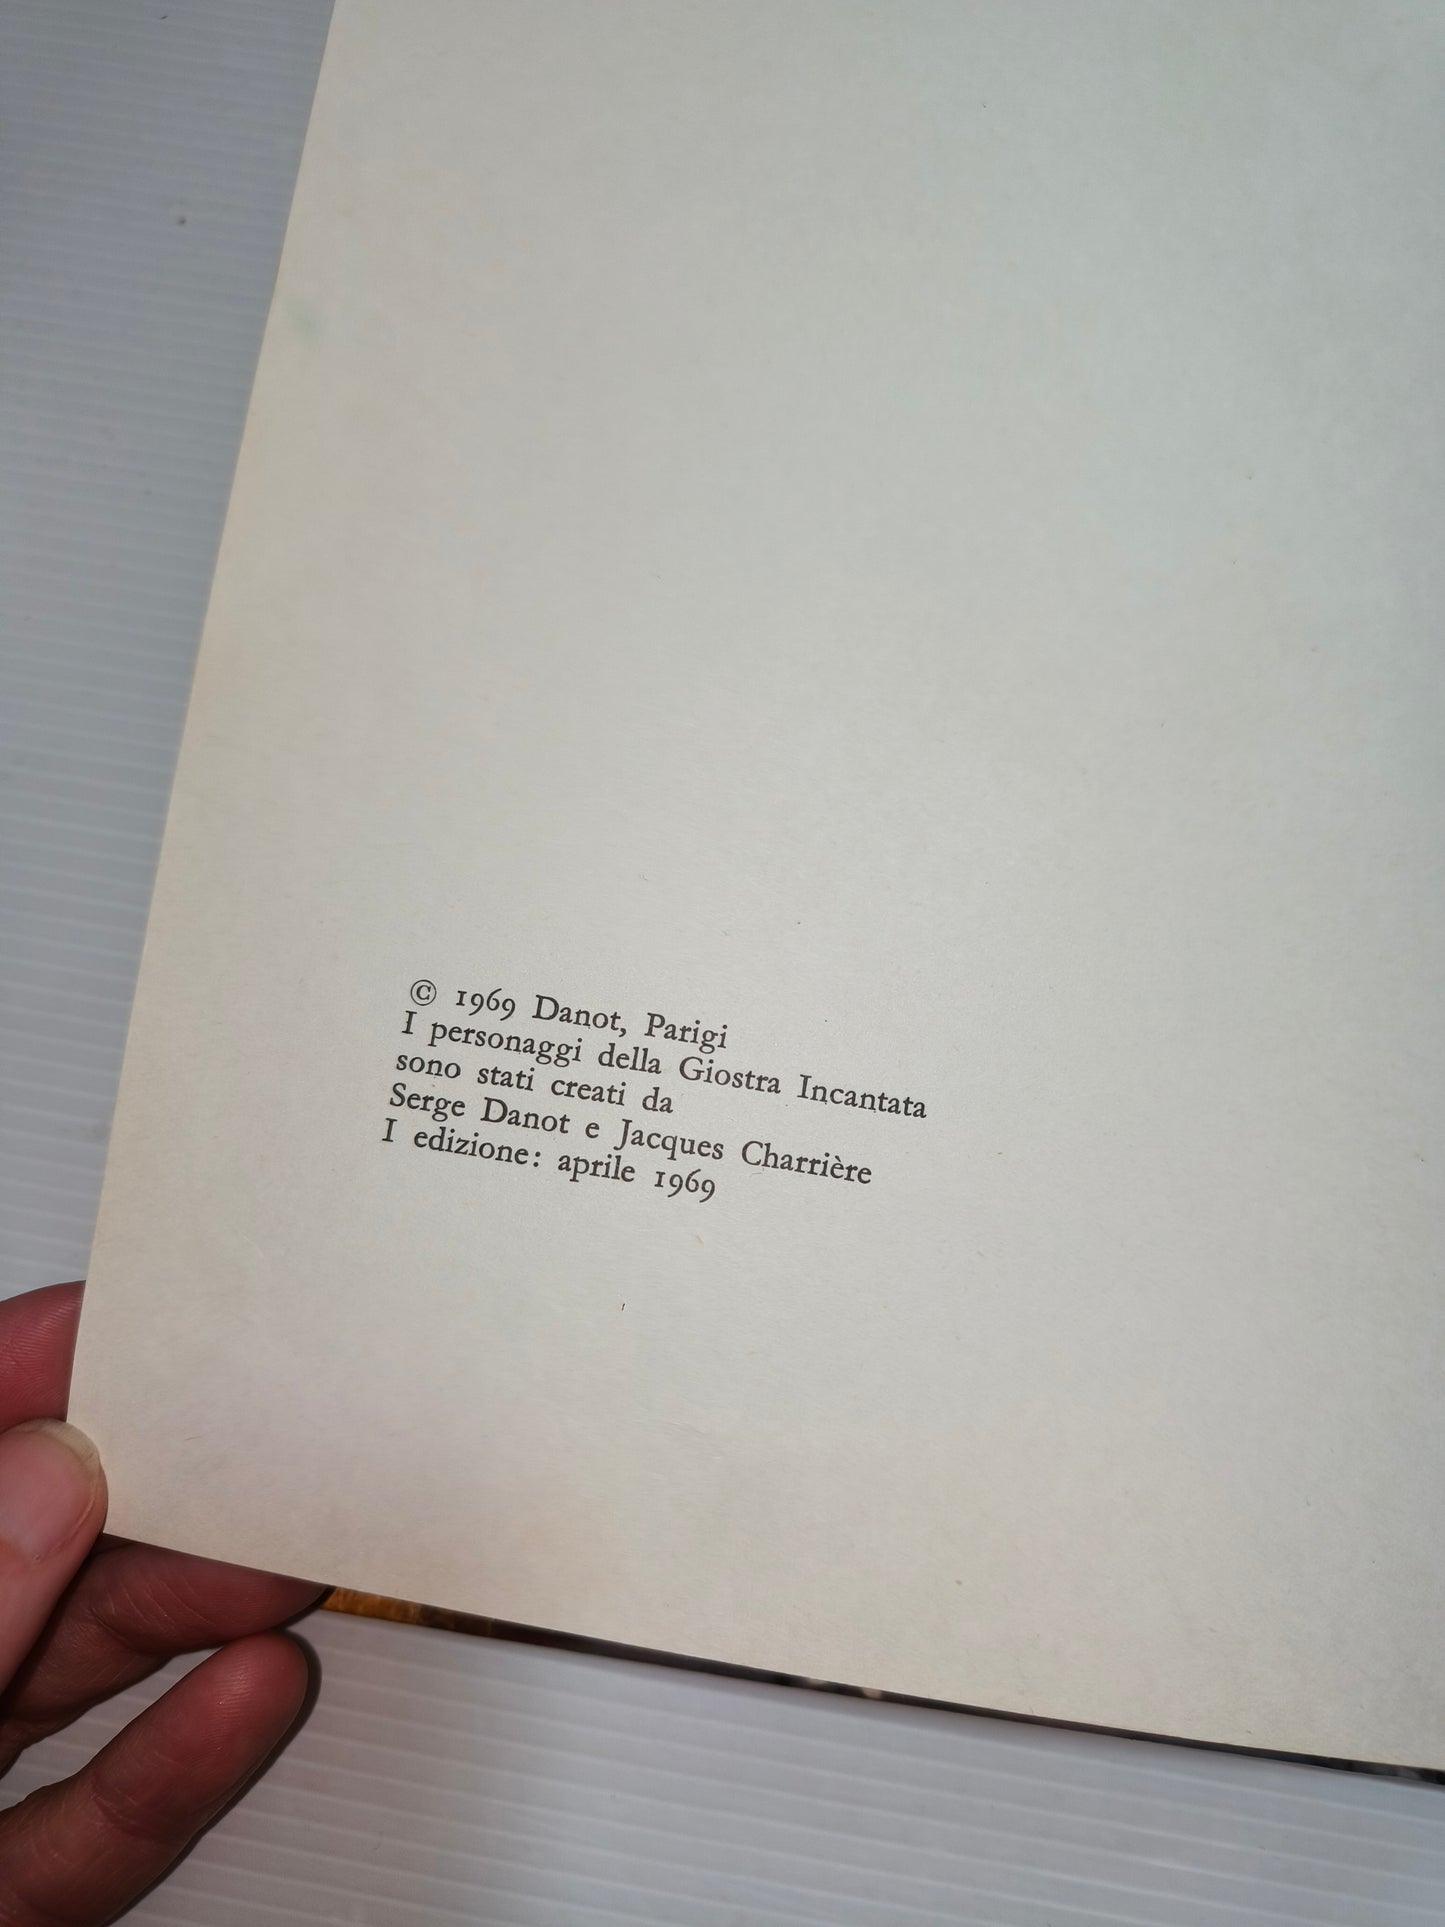 © 1969 Danot, Parigi
I personaggi della Giostra Incantata
sono stati creati da
Serge Danot e Jacques Charrière
I edizione: aprile 1969